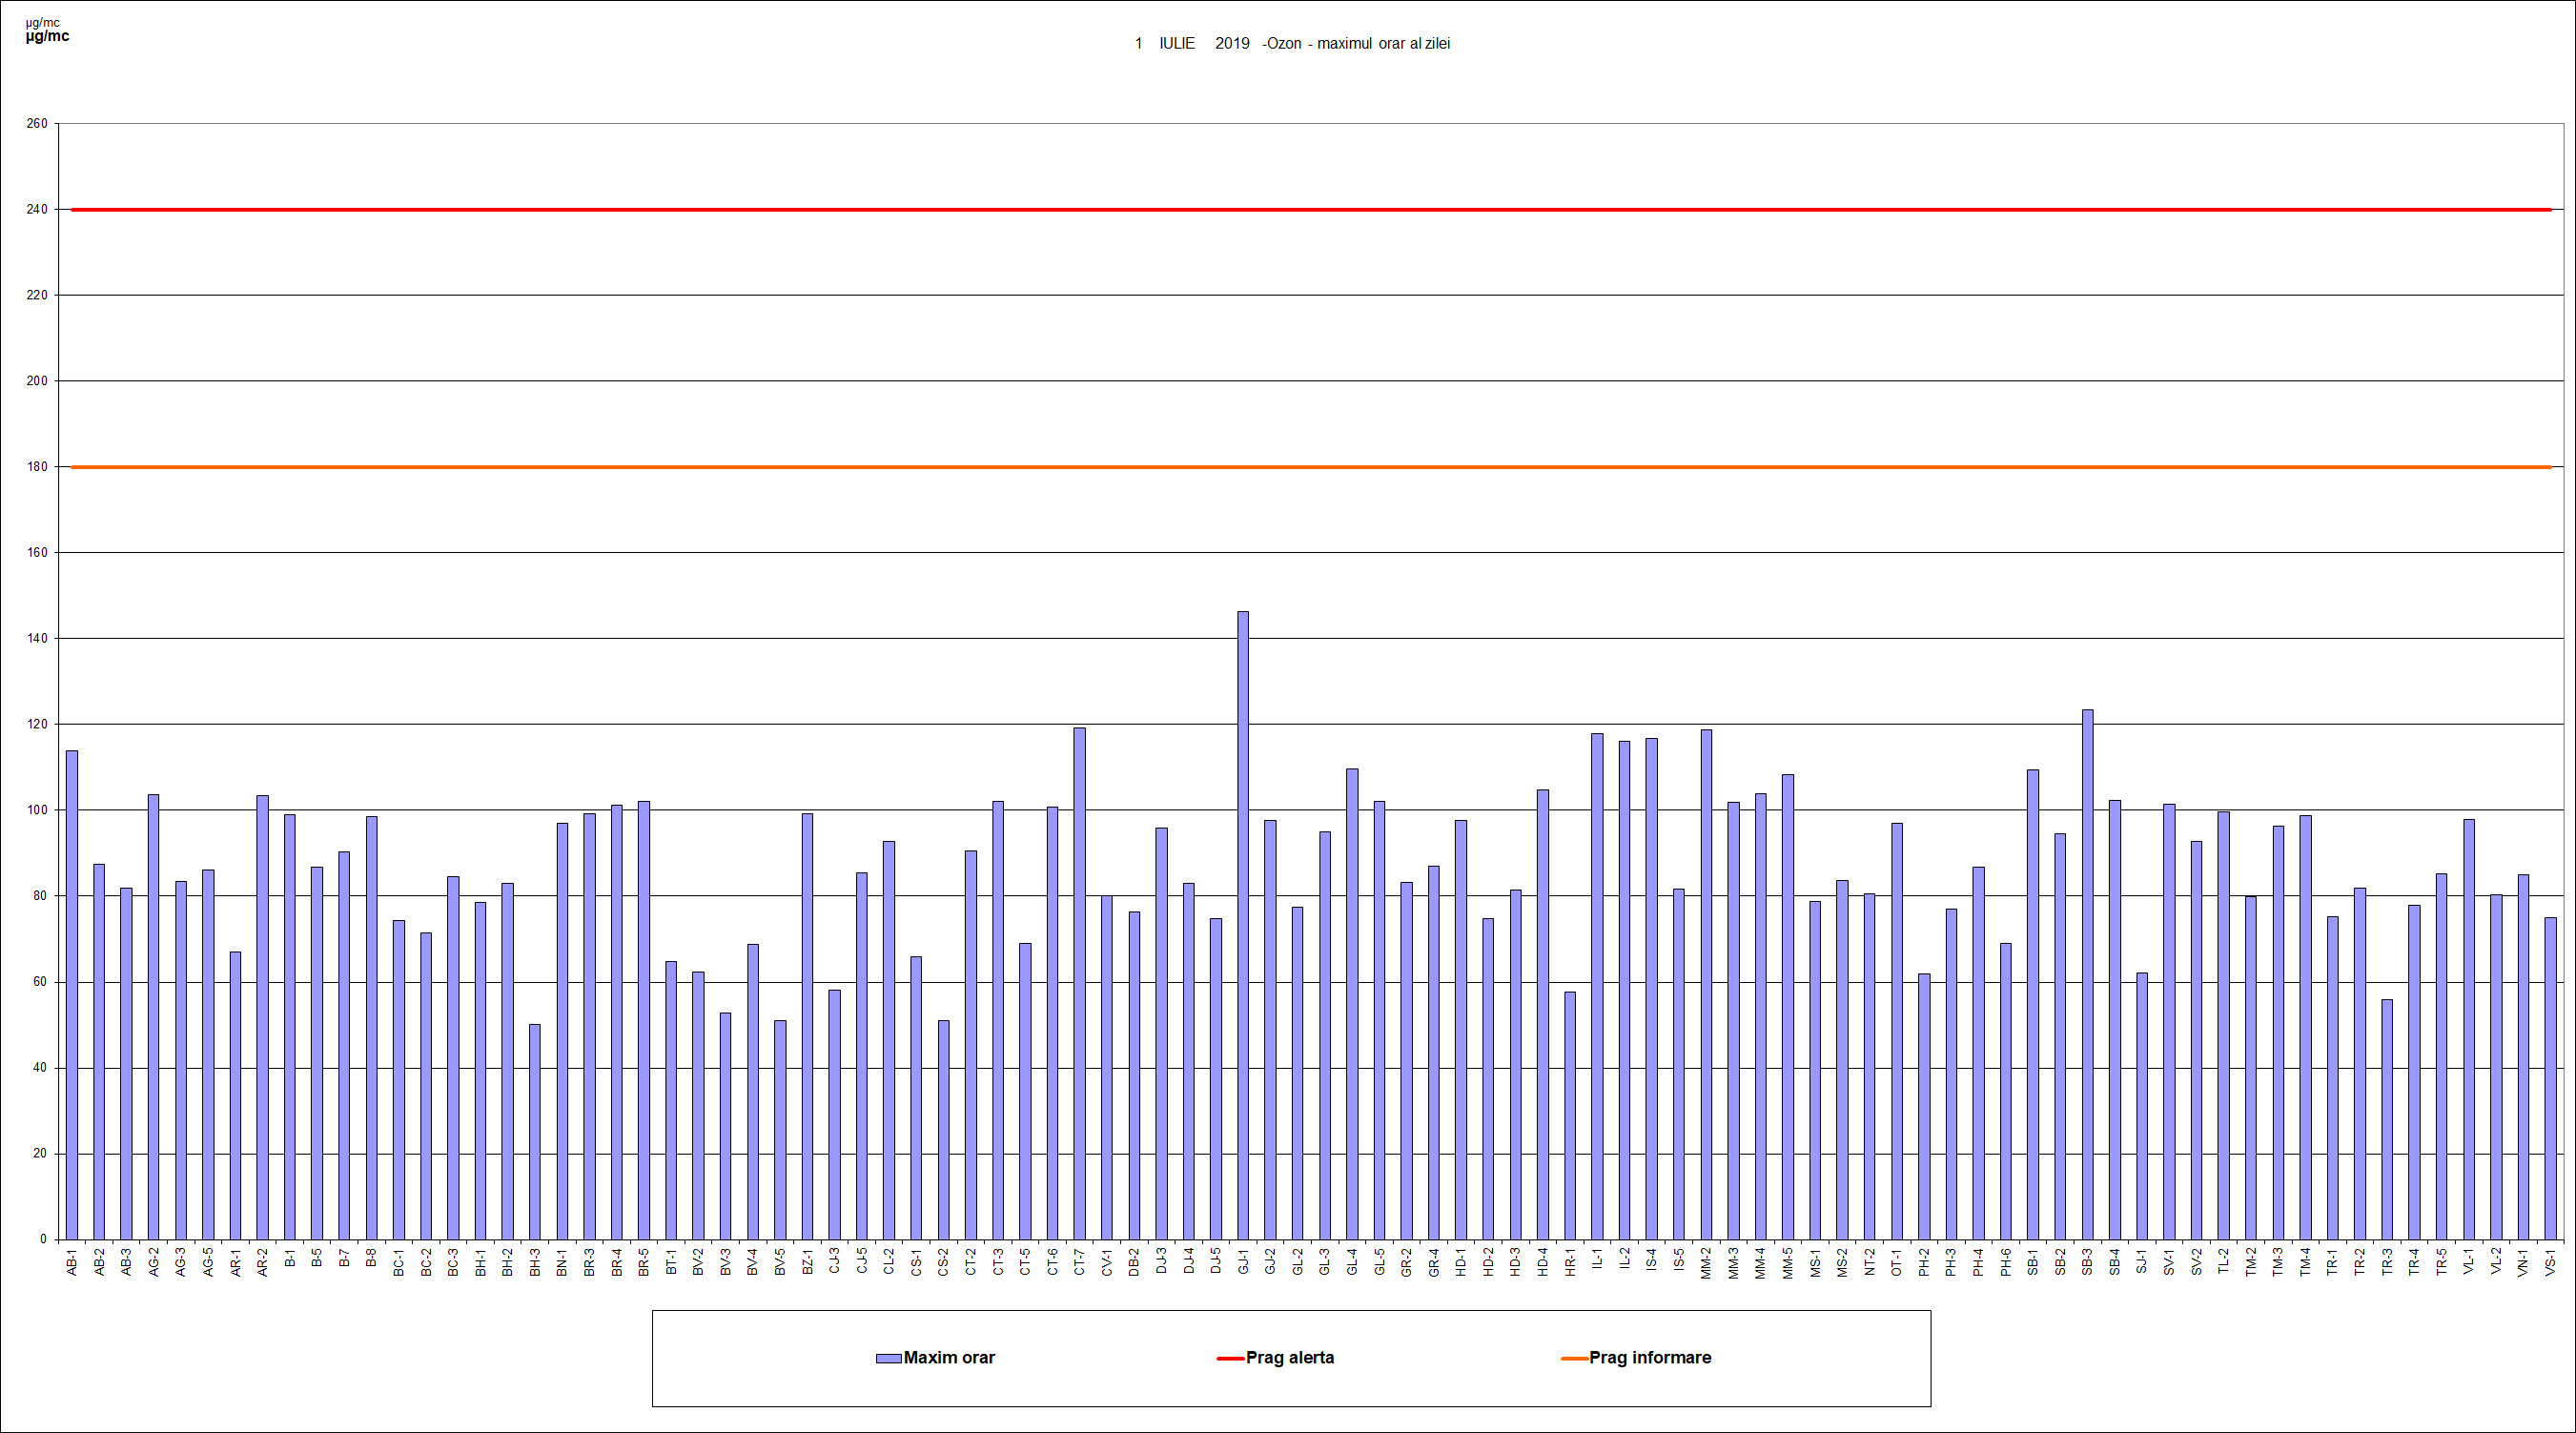 µg/mc
µg/mc
1 IULIE 2019 -Ozon - maximul orar al zilei
260
240
220
200
180
160
140
120
100
80
60
40
20
0
AB-1 AB-2 AB-3 AG-2 AG-3 AG-5 AR-1 AR-2 B-1 B-5 B-7 B-8 BC-1 BC-2 BC-3 BH-1 BH-2 BH-3 BN-1 BR-3 BR-4 BR-5 BT-1 BV-2 BV-3 BV-4 BV-5 BZ-1 CJ-3 CJ-5 CL-2 CS-1 CS-2 CT-2 CT-3 CT-5 CT-6 CT-7 CV-1 DB-2 DJ-3 DJ-4 DJ-5 GJ-1 GJ-2 GL-2 GL-3 GL-4 GL-5 GR-2 GR-4 HD-1 HD-2 HD-3 HD-4 HR-1 IL-1 IL-2 IS-4 IS-5 MM-2 MM-3 MM-4 MM-5 MS-1 MS-2 NT-2 OT-1 PH-2 PH-3 PH-4 PH-6 SB-1 SB-2 SB-3 SB-4 SJ-1 SV-1 SV-2 TL-2 TM-2 TM-3 TM-4 TR-1 TR-2 TR-3 TR-4 TR-5 VL-1 VL-2 VN-1 VS-1
Maxim orar Prag alerta Prag informare